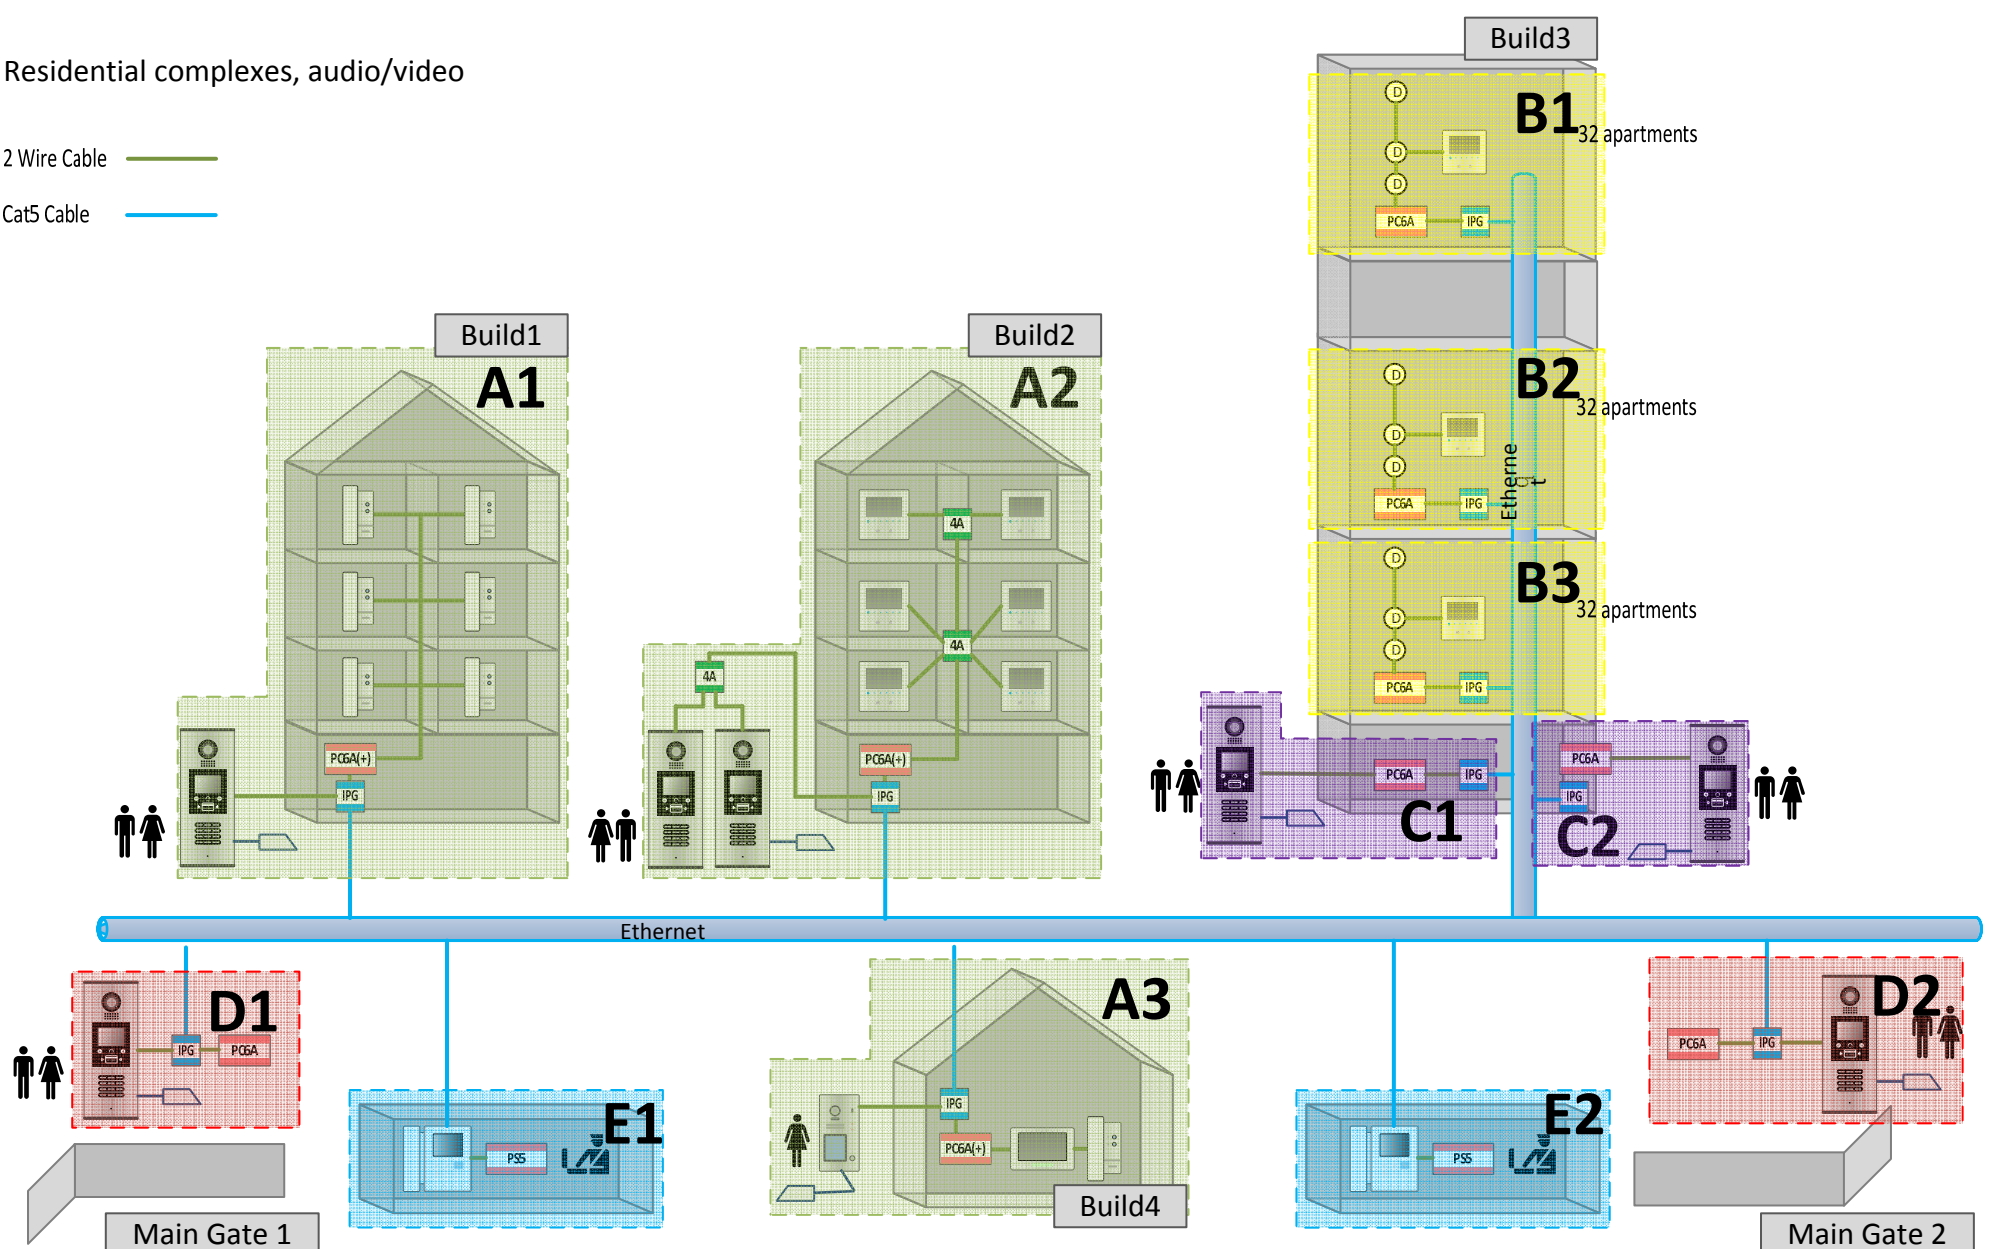 Residential complexes, audio/video
2 Wire Cable
Cat5 Cable
Build3
B1
32 apartments
D
D
D
PC6A
IPG
Build1
A1
PC6A(+)
IPG
Build2
A2
4A
4A
4A
PC6A(+)
IPG
B2
32 apartments
D
D
D
PC6A
IPG
Etherne
t
B3
32 apartments
D
D
D
PC6A
IPG
PC6A
IPG
C1
PC6A
IPG
C2
Ethernet
D1
IPG
PC6A
Main Gate 1
E1
PS5
A3
IPG
PC6A(+)
Build4
E2
PS5
D2
PC6A
IPG
Main Gate 2